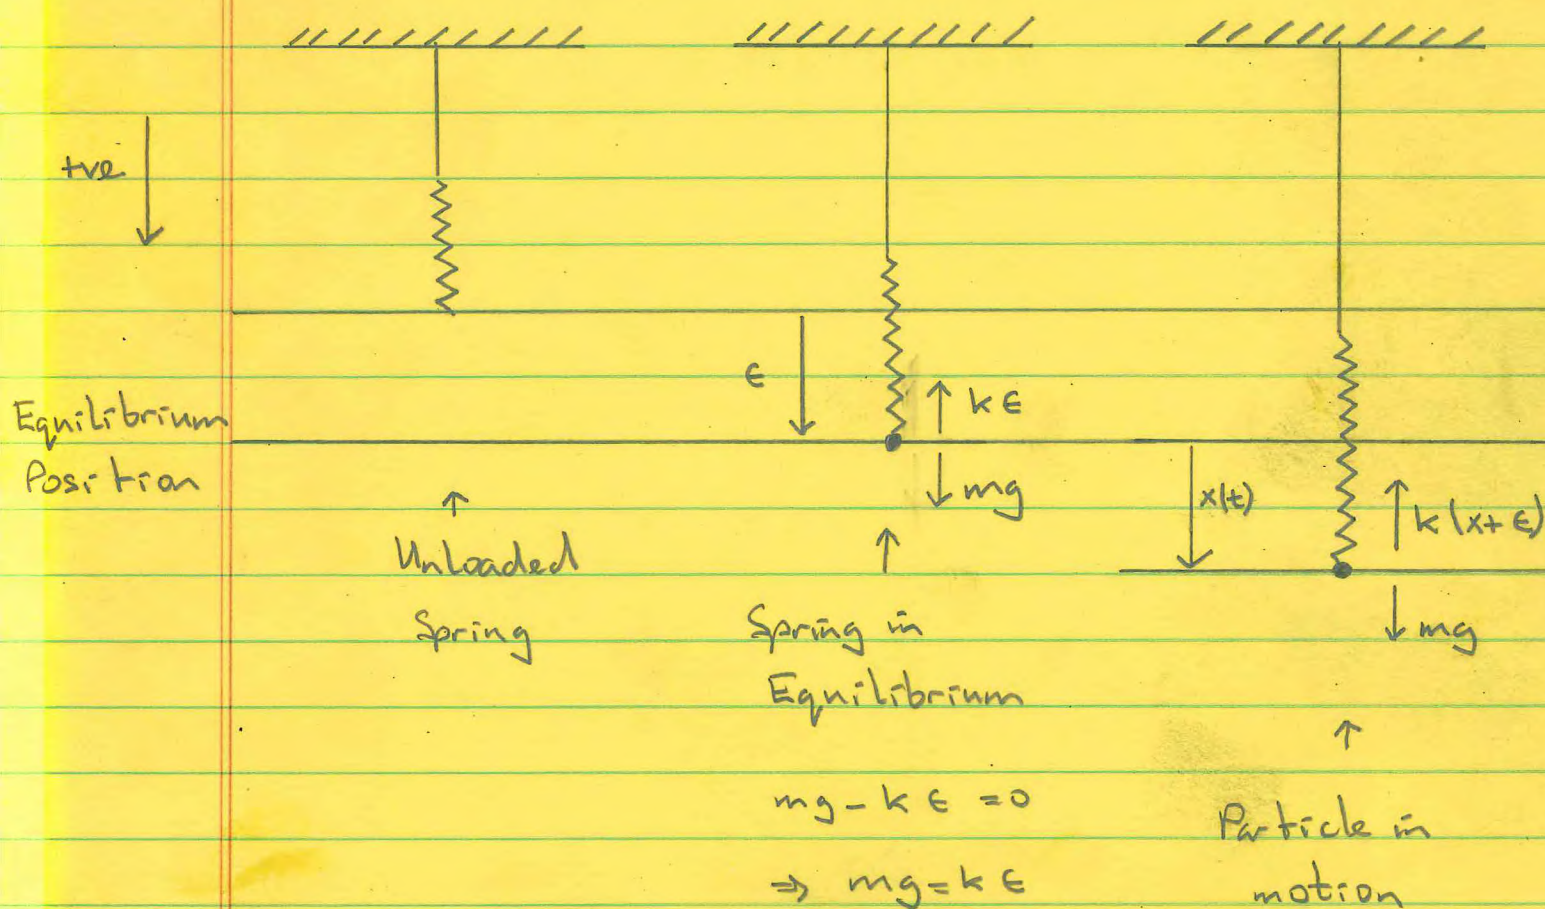 +ve
ϵ
kϵ
Equilibrium
Position
mg
x(t)
k(x+ϵ)
Unloaded
Spring
Spring in
Equilibrium
mg
mg - kϵ = 0
⇒ mg = kϵ
Particle in
motion